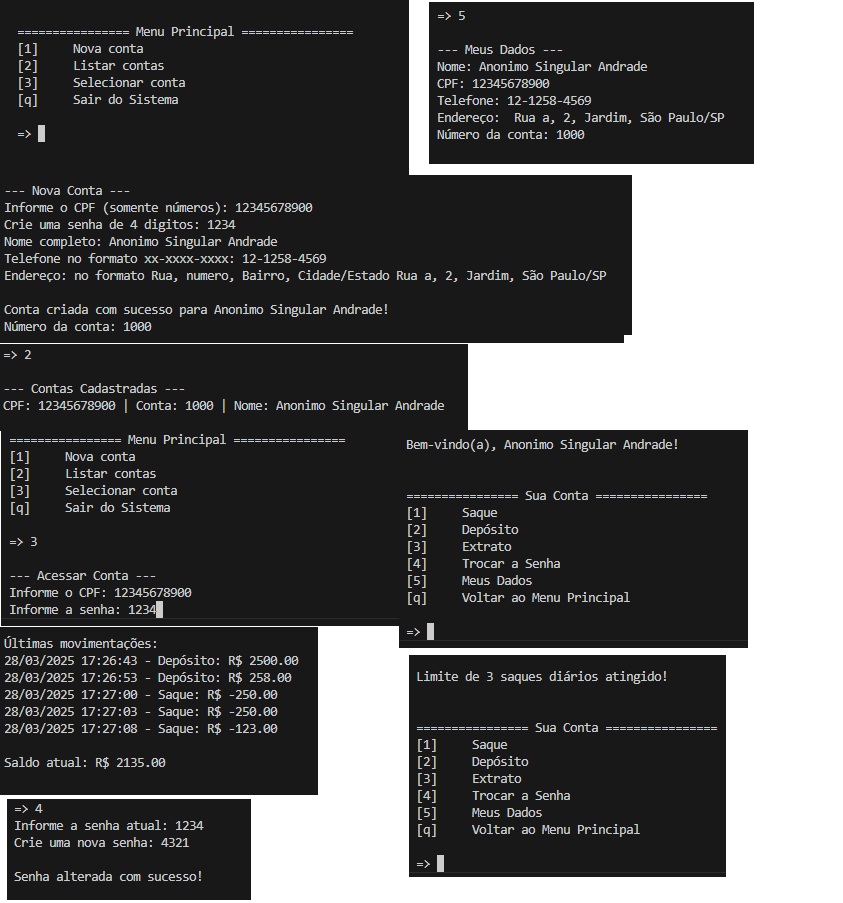 ================ Menu Principal ================
[1]     Nova conta
[2]     Listar contas
[3]     Selecionar conta
[q]     Sair do Sistema
=>
=> 5
--- Meus Dados ---
Nome: Anonimo Singular Andrade
CPF: 12345678900
Telefone: 12-1258-4569
Endereço:  Rua a, 2, Jardim, São Paulo/SP
Número da conta: 1000
--- Nova Conta ---
Informe o CPF (somente números): 12345678900
Crie uma senha de 4 digitos: 1234
Nome completo: Anonimo Singular Andrade
Telefone no formato xx-xxxx-xxxx: 12-1258-4569
Endereço: no formato Rua, numero, Bairro, Cidade/Estado Rua a, 2, Jardim, São Paulo/SP
Conta criada com sucesso para Anonimo Singular Andrade!
Número da conta: 1000
=> 2
--- Contas Cadastradas ---
CPF: 12345678900 | Conta: 1000 | Nome: Anonimo Singular Andrade
================ Menu Principal ================
[1]     Nova conta
[2]     Listar contas
[3]     Selecionar conta
[q]     Sair do Sistema
=> 3
--- Acessar Conta ---
Informe o CPF: 12345678900
Informe a senha: 1234
Bem-vindo(a), Anonimo Singular Andrade!
================ Sua Conta ================
[1]     Saque
[2]     Depósito
[3]     Extrato
[4]     Trocar a Senha
[5]     Meus Dados
[q]     Voltar ao Menu Principal
=>
Últimas movimentações:
28/03/2025 17:26:43 - Depósito: R$ 2500.00
28/03/2025 17:26:53 - Depósito: R$ 258.00
28/03/2025 17:27:00 - Saque: R$ -250.00
28/03/2025 17:27:03 - Saque: R$ -250.00
28/03/2025 17:27:08 - Saque: R$ -123.00
Saldo atual: R$ 2135.00
Limite de 3 saques diários atingido!
================ Sua Conta ================
[1]     Saque
[2]     Depósito
[3]     Extrato
[4]     Trocar a Senha
[5]     Meus Dados
[q]     Voltar ao Menu Principal
=>
=> 4
Informe a senha atual: 1234
Crie uma nova senha: 4321
Senha alterada com sucesso!